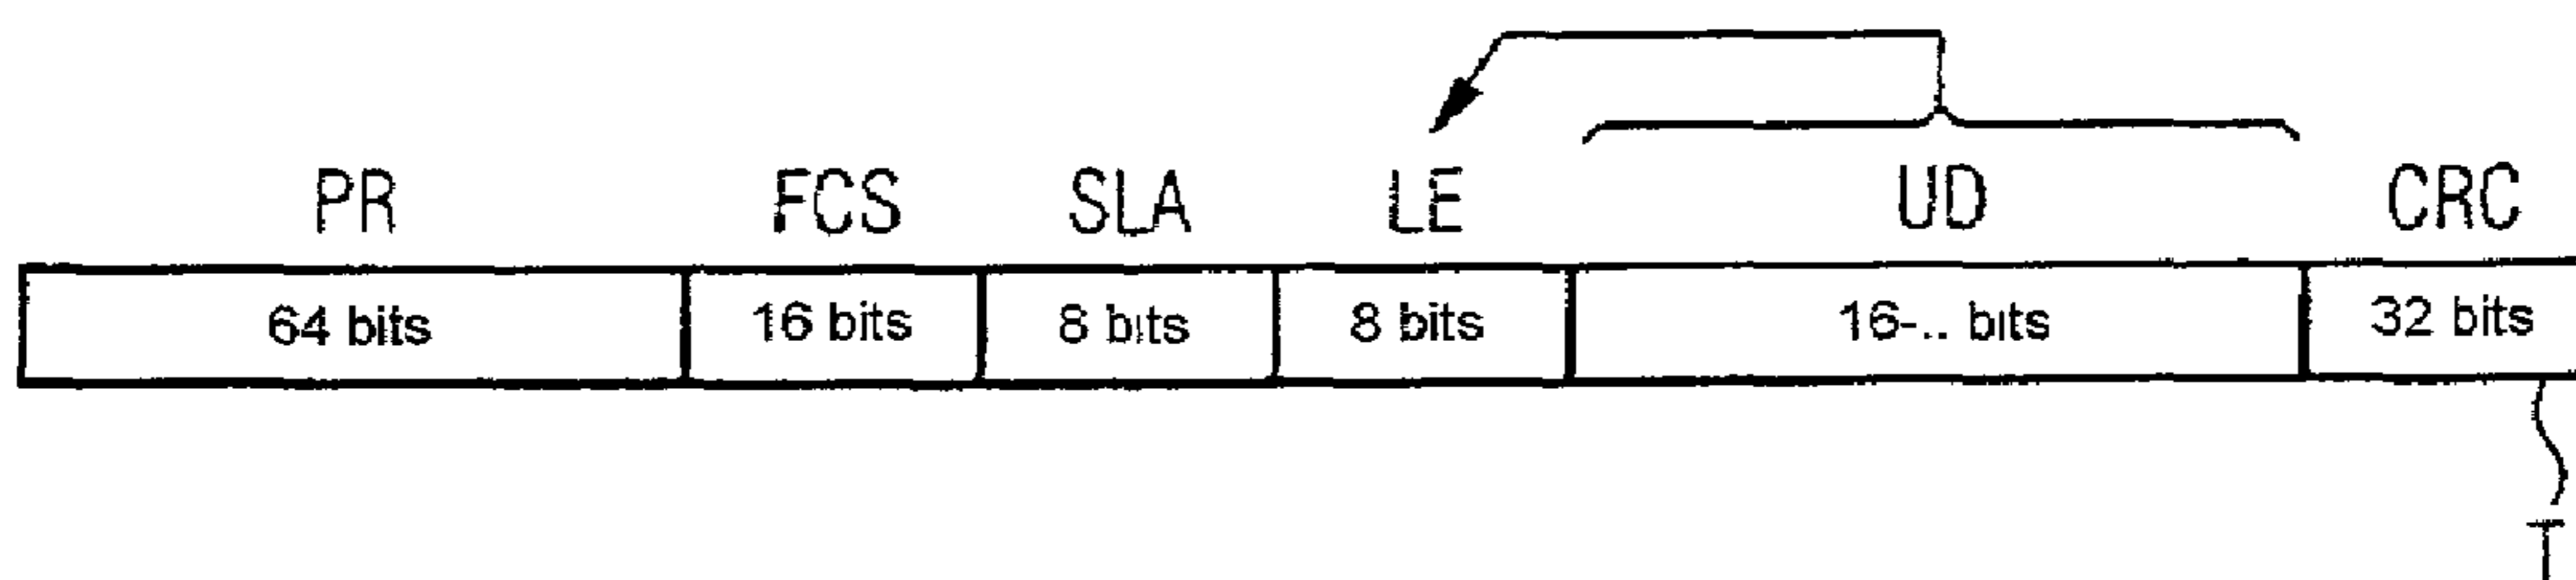 PR FCS SLA LE UD CRC
64 bits 16 bits 8 bits 8 bits 16-.. bits 32 bits
T